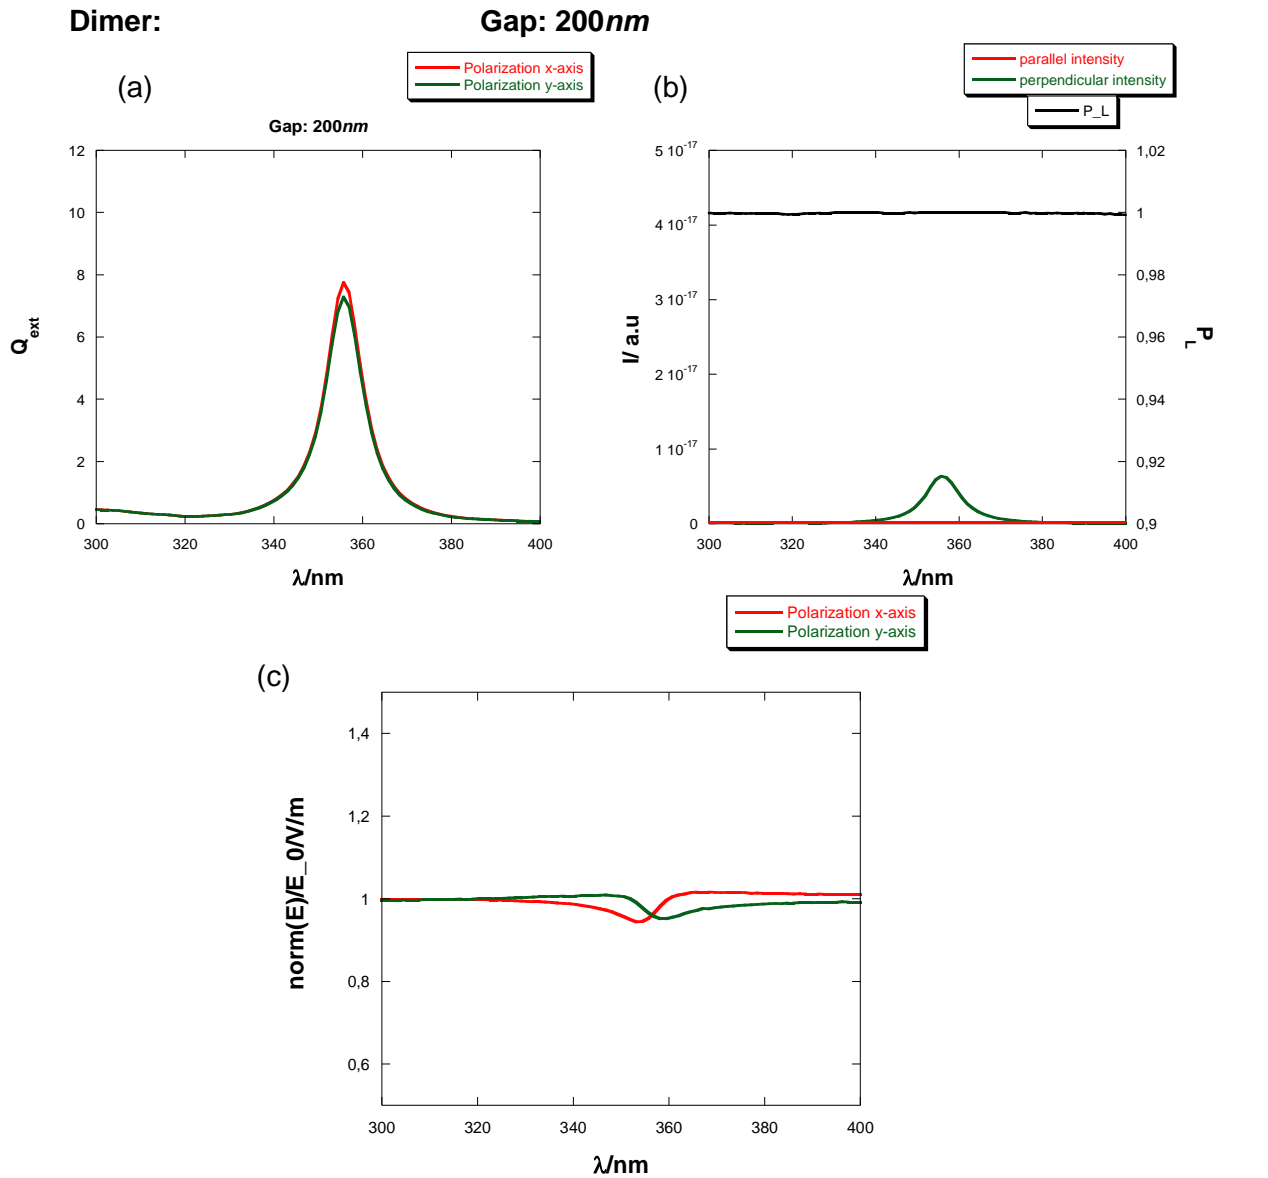 Dimer: Gap: 200nm
(a)
Polarization x-axis
Polarization y-axis
Gap: 200nm
12
10
8
6
4
2
0
Q_ext
300 320 340 360 380 400
λ/nm
(b)
parallel intensity
perpendicular intensity
P_L
5 10^-17
4 10^-17
3 10^-17
2 10^-17
1 10^-17
0
I/ a.u
1,02
1
0,98
0,96
0,94
0,92
0,9
P_L
300 320 340 360 380 400
λ/nm
Polarization x-axis
Polarization y-axis
(c)
1,4
1,2
1
0,8
0,6
norm(E)/E_0/V/m
300 320 340 360 380 400
λ/nm